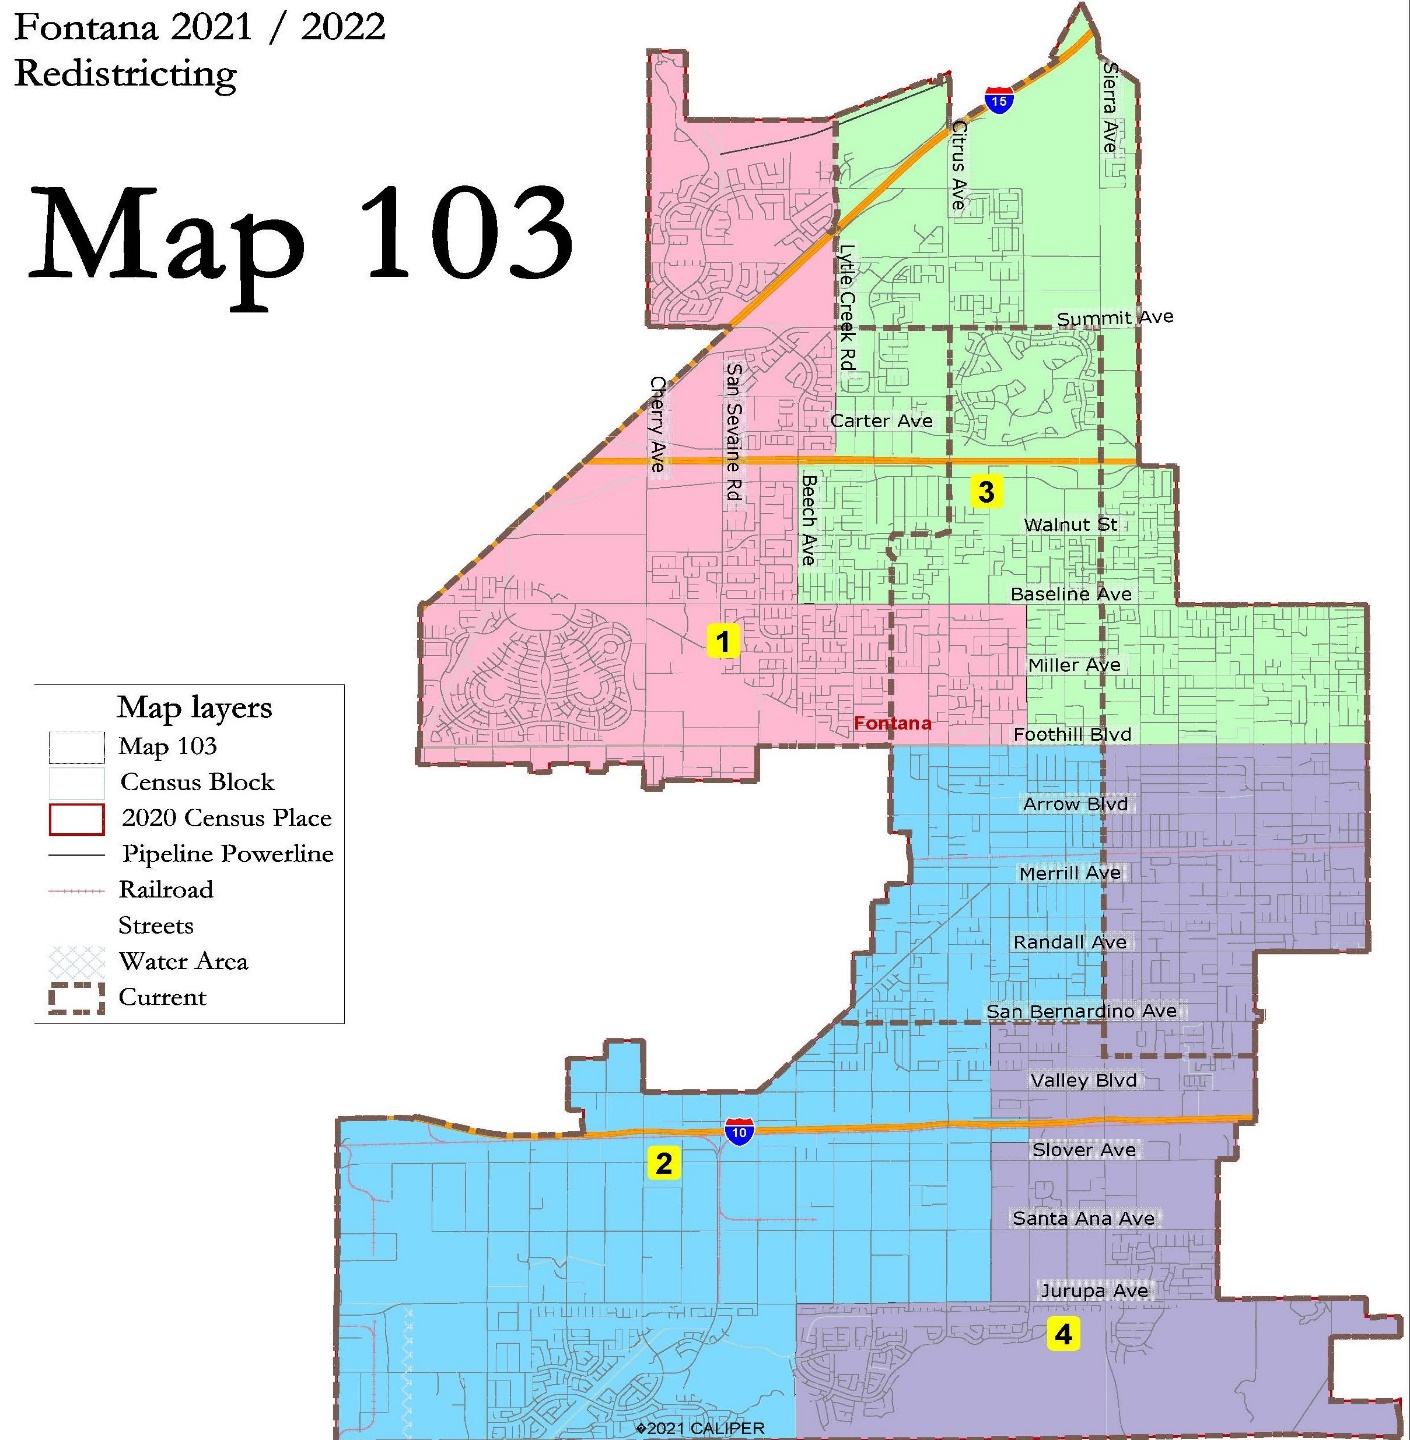 Fontana 2021 / 2022
Redistricting
Map 103
15
Sierra Ave
Citrus Ave
Lytle Creek Rd
Summit Ave
Cherry Ave
San Sevaine Rd
Carter Ave
Beech Ave
3
Walnut St
Baseline Ave
1
Miller Ave
Fontana
Foothill Blvd
Map layers
Map 103
Census Block
2020 Census Place
Pipeline Powerline
Railroad
Streets
Water Area
Current
Arrow Blvd
Merrill Ave
Randall Ave
San Bernardino Ave
Valley Blvd
10
2
Slover Ave
Santa Ana Ave
Jurupa Ave
4
�2021 CALIPER